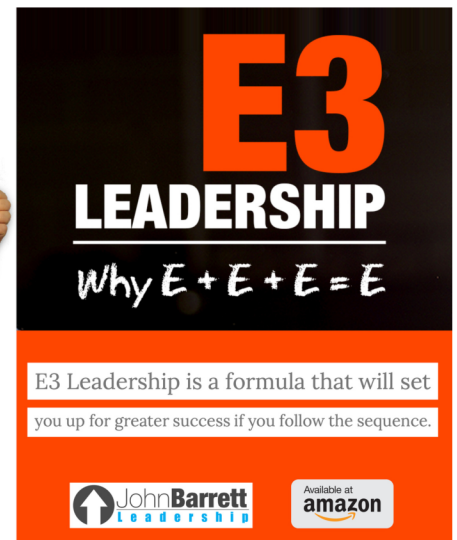 E3
LEADERSHIP
Why E + E + E = E
E3 Leadership is a formula that will set
you up for greater success if you follow the sequence.
JohnBarrett
Leadership
Available at
amazon